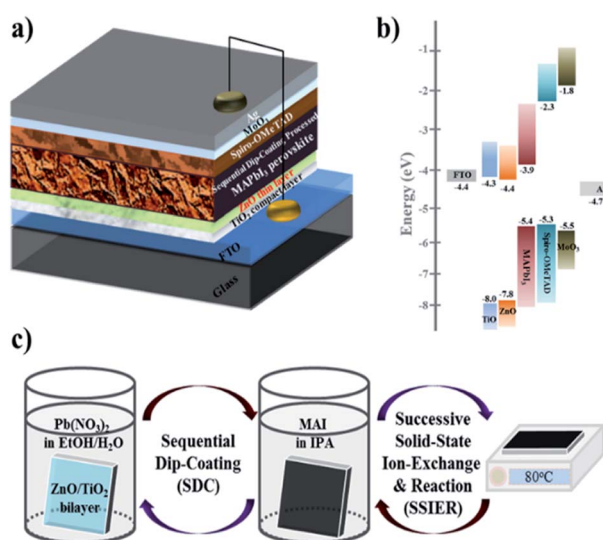 a)
Ag
MoO₃
Spiro-OMeTAD
Sequential Dip-Coating, Processed
MAPbI₃ perovskite
ZnO thin layer
TiO₂ compact layer
FTO
Glass
b)
Energy (eV)
-1
-2
-3
-4
-5
-6
-7
-8
-1.8
-2.3
-3.9
FTO
-4.4
-4.3
-4.4
A
-4.7
-5.4
-5.3
-5.5
MAPbI₃
Spiro-OMeTAD
MoO₃
-8.0
-7.8
TiO
ZnO
c)
Pb(NO₃)₂
in EtOH/H₂O
ZnO/TiO₂
bilayer
Sequential
Dip-Coating
(SDC)
MAI
in IPA
Successive
Solid-State
Ion-Exchange
& Reaction
(SSIER)
80°C